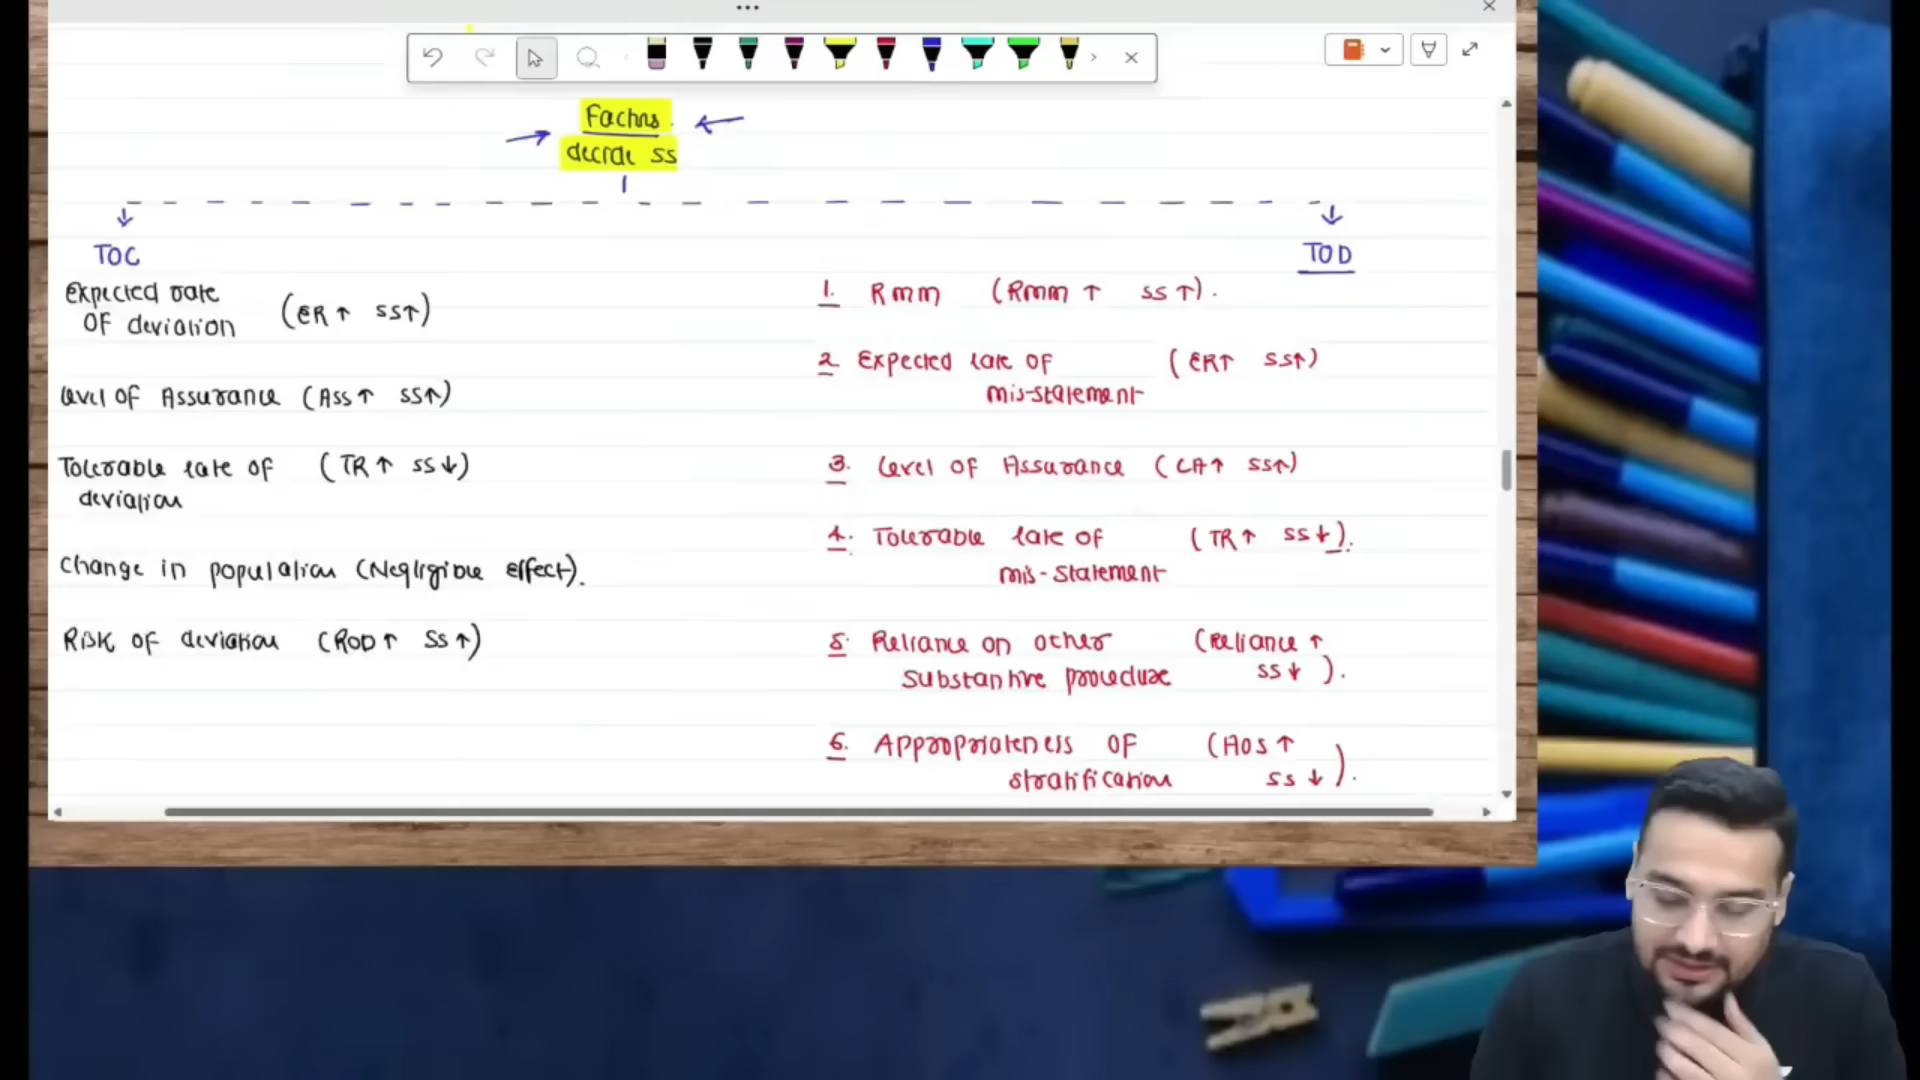 Factors
decide SS
TOC
TOD
Expected rate
OF deviation (ER↑ SS↑)
level OF Assurance (Ass↑ SS↑)
Tolerable rate OF (TR↑ SS↓)
deviation
Change in population (Negligible effect).
Risk OF deviation (ROD↑ SS↑)
1. Rmm (Rmm ↑ SS↑).
2 Expected rate OF (ER↑ SS↑)
mis-statement
3. level OF Assurance (LA↑ SS↑)
4. Tolerable rate OF (TR↑ SS↓).
mis-statement
5. Reliance on other (Reliance ↑
substantive procedure SS↓).
6. Appropriateness OF (AOS↑
stratification SS↓).